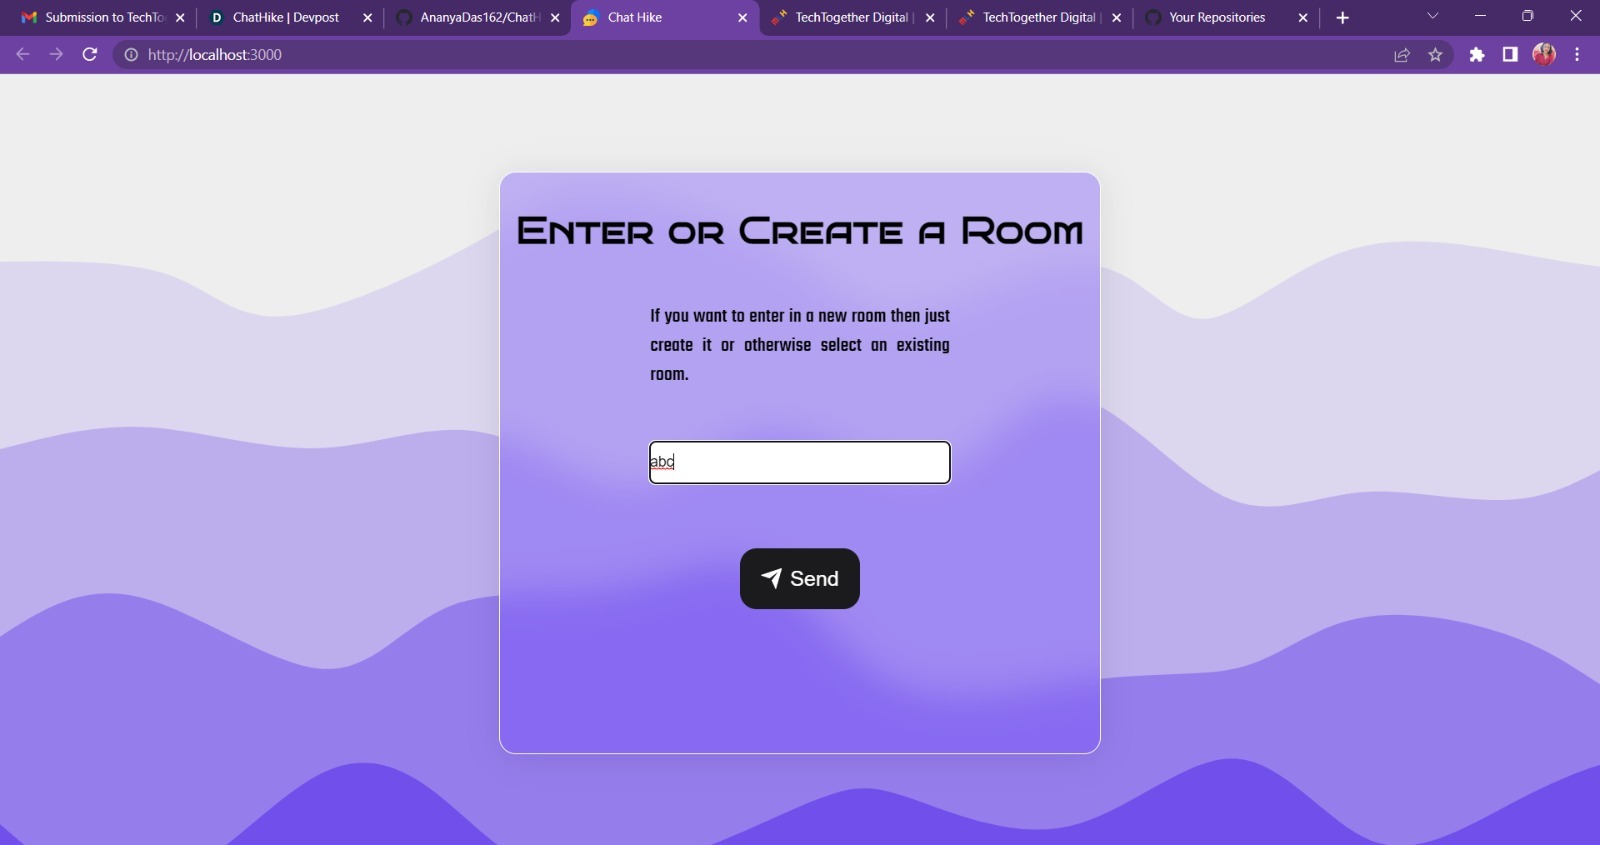 Submission to TechTo
ChatHike | Devpost
AnanyaDas162/ChatH
Chat Hike
TechTogether Digital |
TechTogether Digital |
Your Repositories
http://localhost:3000
Enter or Create a Room
If you want to enter in a new room then just
create it or otherwise select an existing
room.
abc
Send